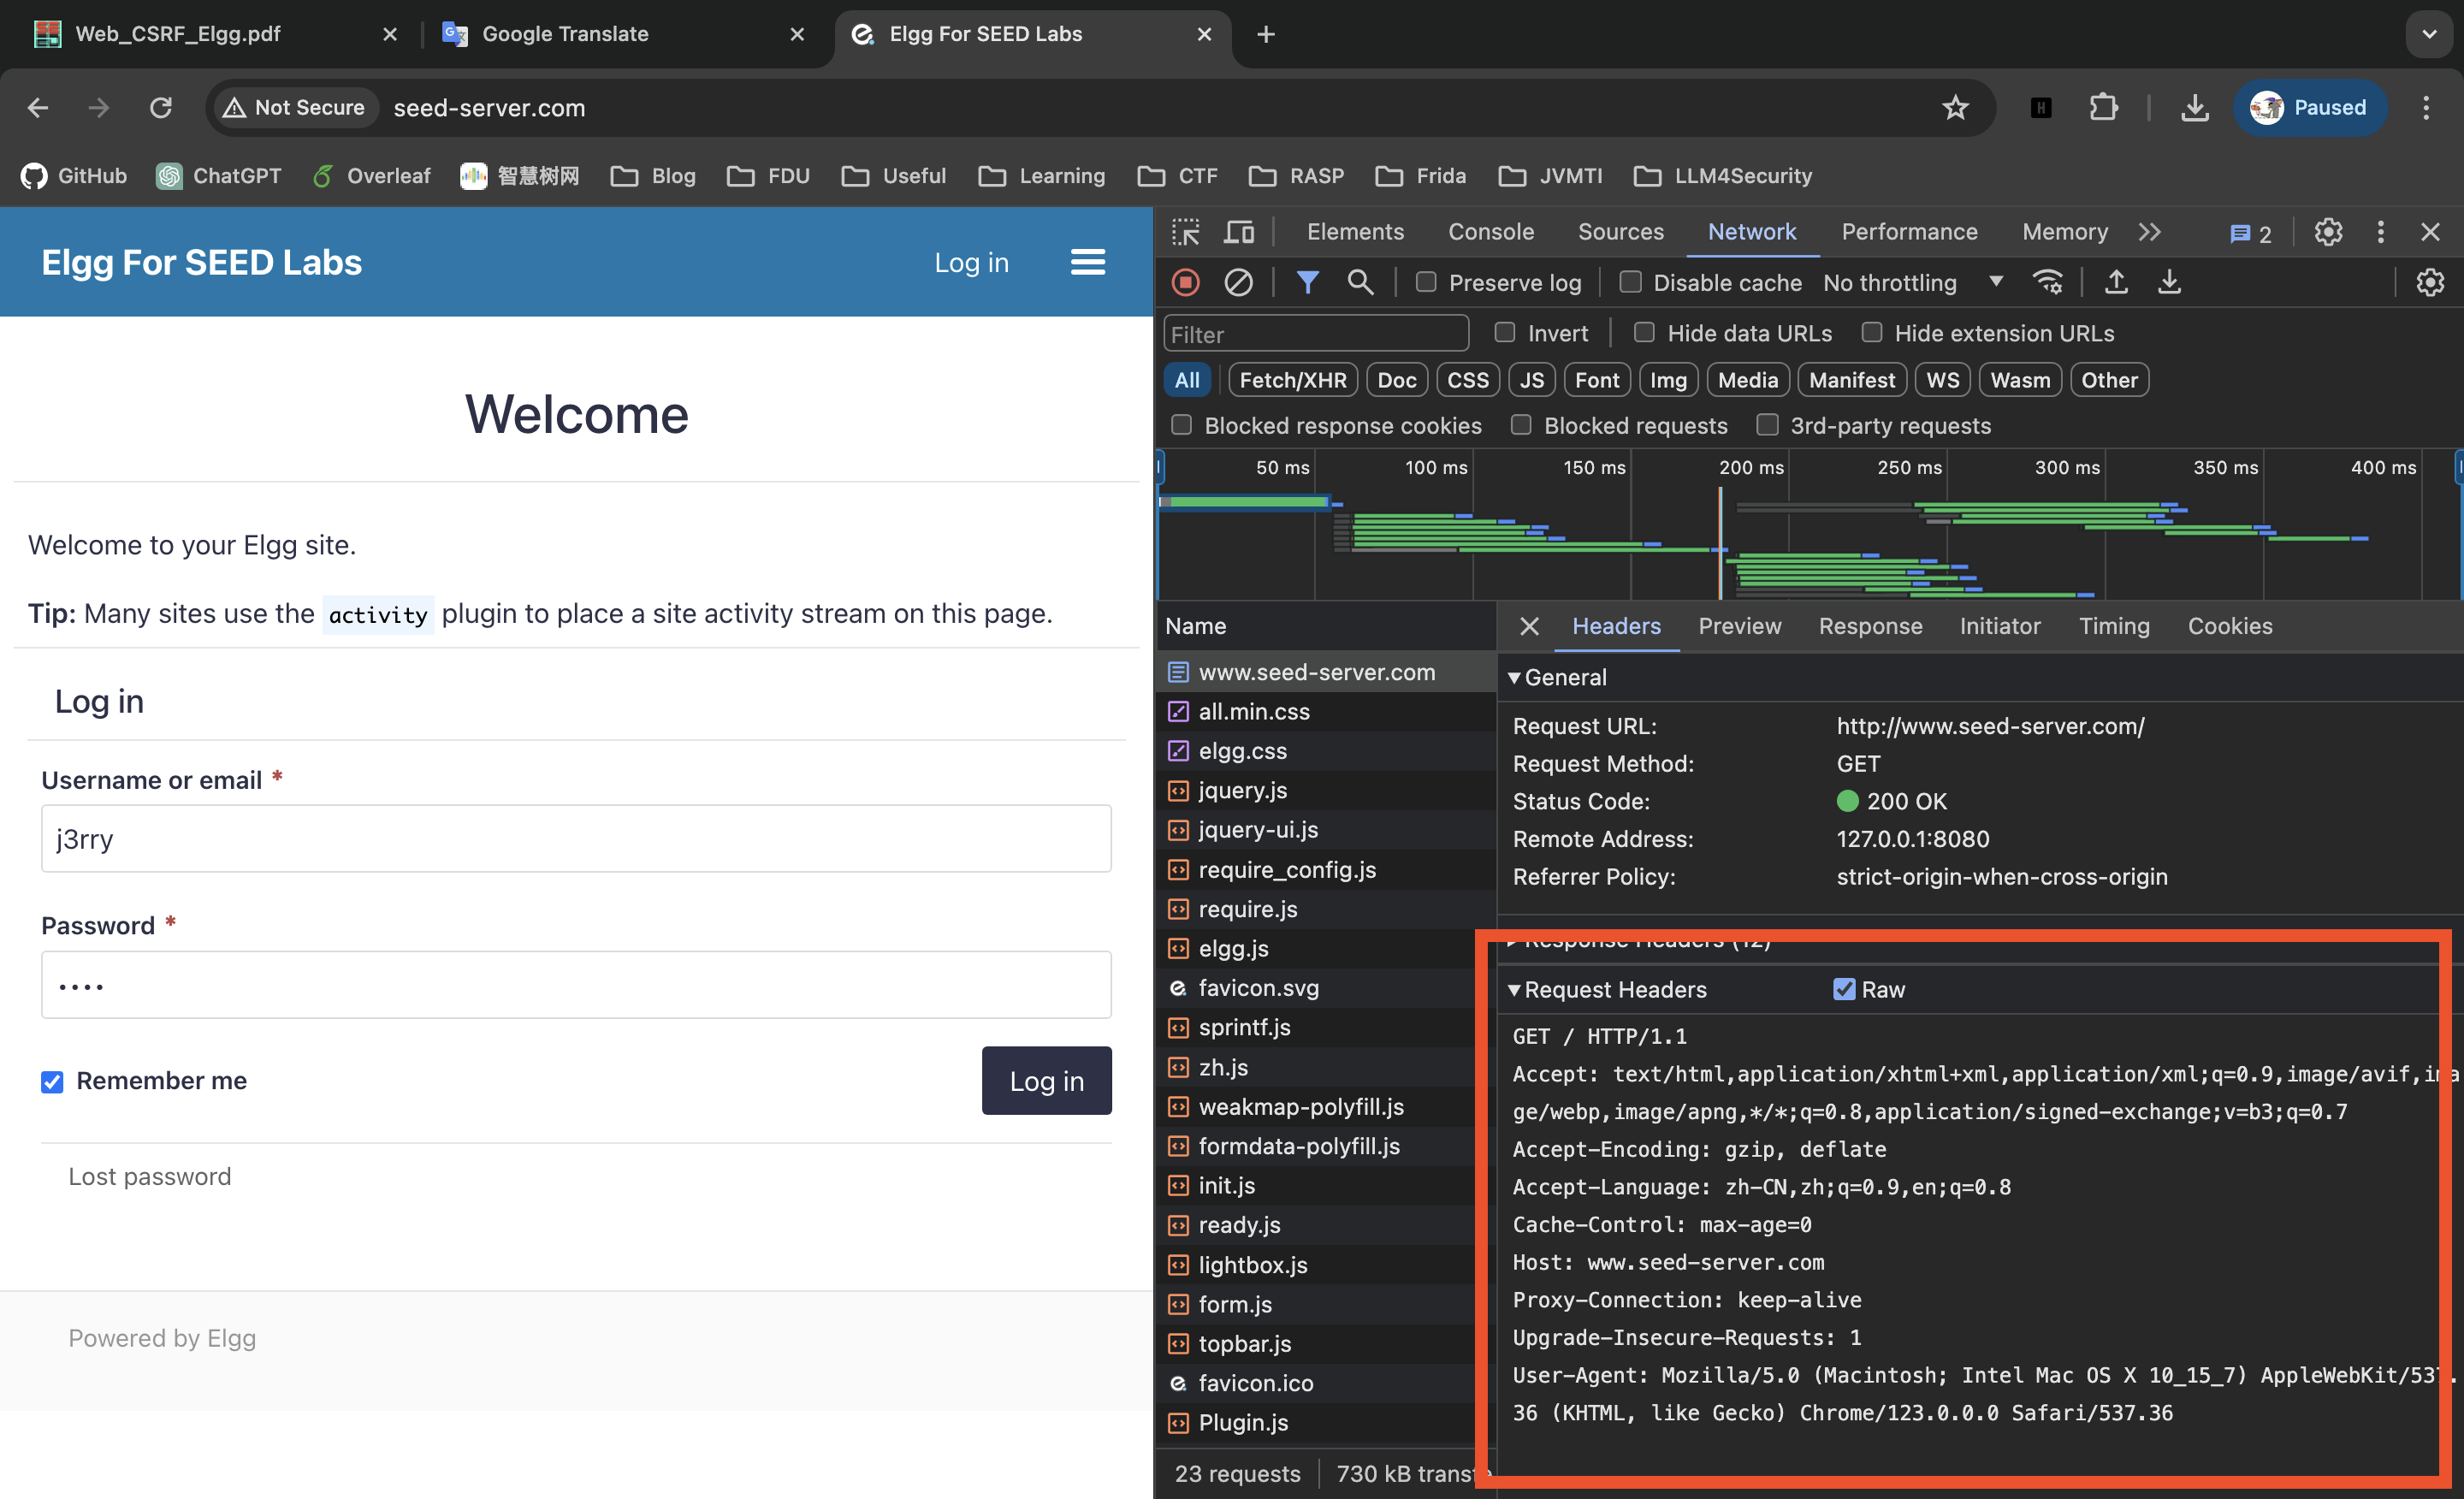 Web_CSRF_Elgg.pdf
Google Translate
Elgg For SEED Labs
Not Secure
seed-server.com
Paused
GitHub
ChatGPT
Overleaf
智慧树网
Blog
FDU
Useful
Learning
CTF
RASP
Frida
JVMTI
LLM4Security
Elgg For SEED Labs
Log in
Welcome
Welcome to your Elgg site.
Tip: Many sites use the activity plugin to place a site activity stream on this page.
Log in
Username or email *
j3rry
Password *
Remember me
Log in
Lost password
Powered by Elgg
Elements
Console
Sources
Network
Performance
Memory
2
Preserve log
Disable cache
No throttling
Filter
Invert
Hide data URLs
Hide extension URLs
All
Fetch/XHR
Doc
CSS
JS
Font
Img
Media
Manifest
WS
Wasm
Other
Blocked response cookies
Blocked requests
3rd-party requests
50 ms
100 ms
150 ms
200 ms
250 ms
300 ms
350 ms
400 ms
Name
www.seed-server.com
all.min.css
elgg.css
jquery.js
jquery-ui.js
require_config.js
require.js
elgg.js
favicon.svg
sprintf.js
zh.js
weakmap-polyfill.js
formdata-polyfill.js
init.js
ready.js
lightbox.js
form.js
topbar.js
favicon.ico
Plugin.js
23 requests
730 kB transfe
Headers
Preview
Response
Initiator
Timing
Cookies
General
Request URL: http://www.seed-server.com/
Request Method: GET
Status Code: 200 OK
Remote Address: 127.0.0.1:8080
Referrer Policy: strict-origin-when-cross-origin
Response Headers (12)
Request Headers
Raw
GET / HTTP/1.1
Accept: text/html,application/xhtml+xml,application/xml;q=0.9,image/avif,ima
ge/webp,image/apng,*/*;q=0.8,application/signed-exchange;v=b3;q=0.7
Accept-Encoding: gzip, deflate
Accept-Language: zh-CN,zh;q=0.9,en;q=0.8
Cache-Control: max-age=0
Host: www.seed-server.com
Proxy-Connection: keep-alive
Upgrade-Insecure-Requests: 1
User-Agent: Mozilla/5.0 (Macintosh; Intel Mac OS X 10_15_7) AppleWebKit/537.
36 (KHTML, like Gecko) Chrome/123.0.0.0 Safari/537.36